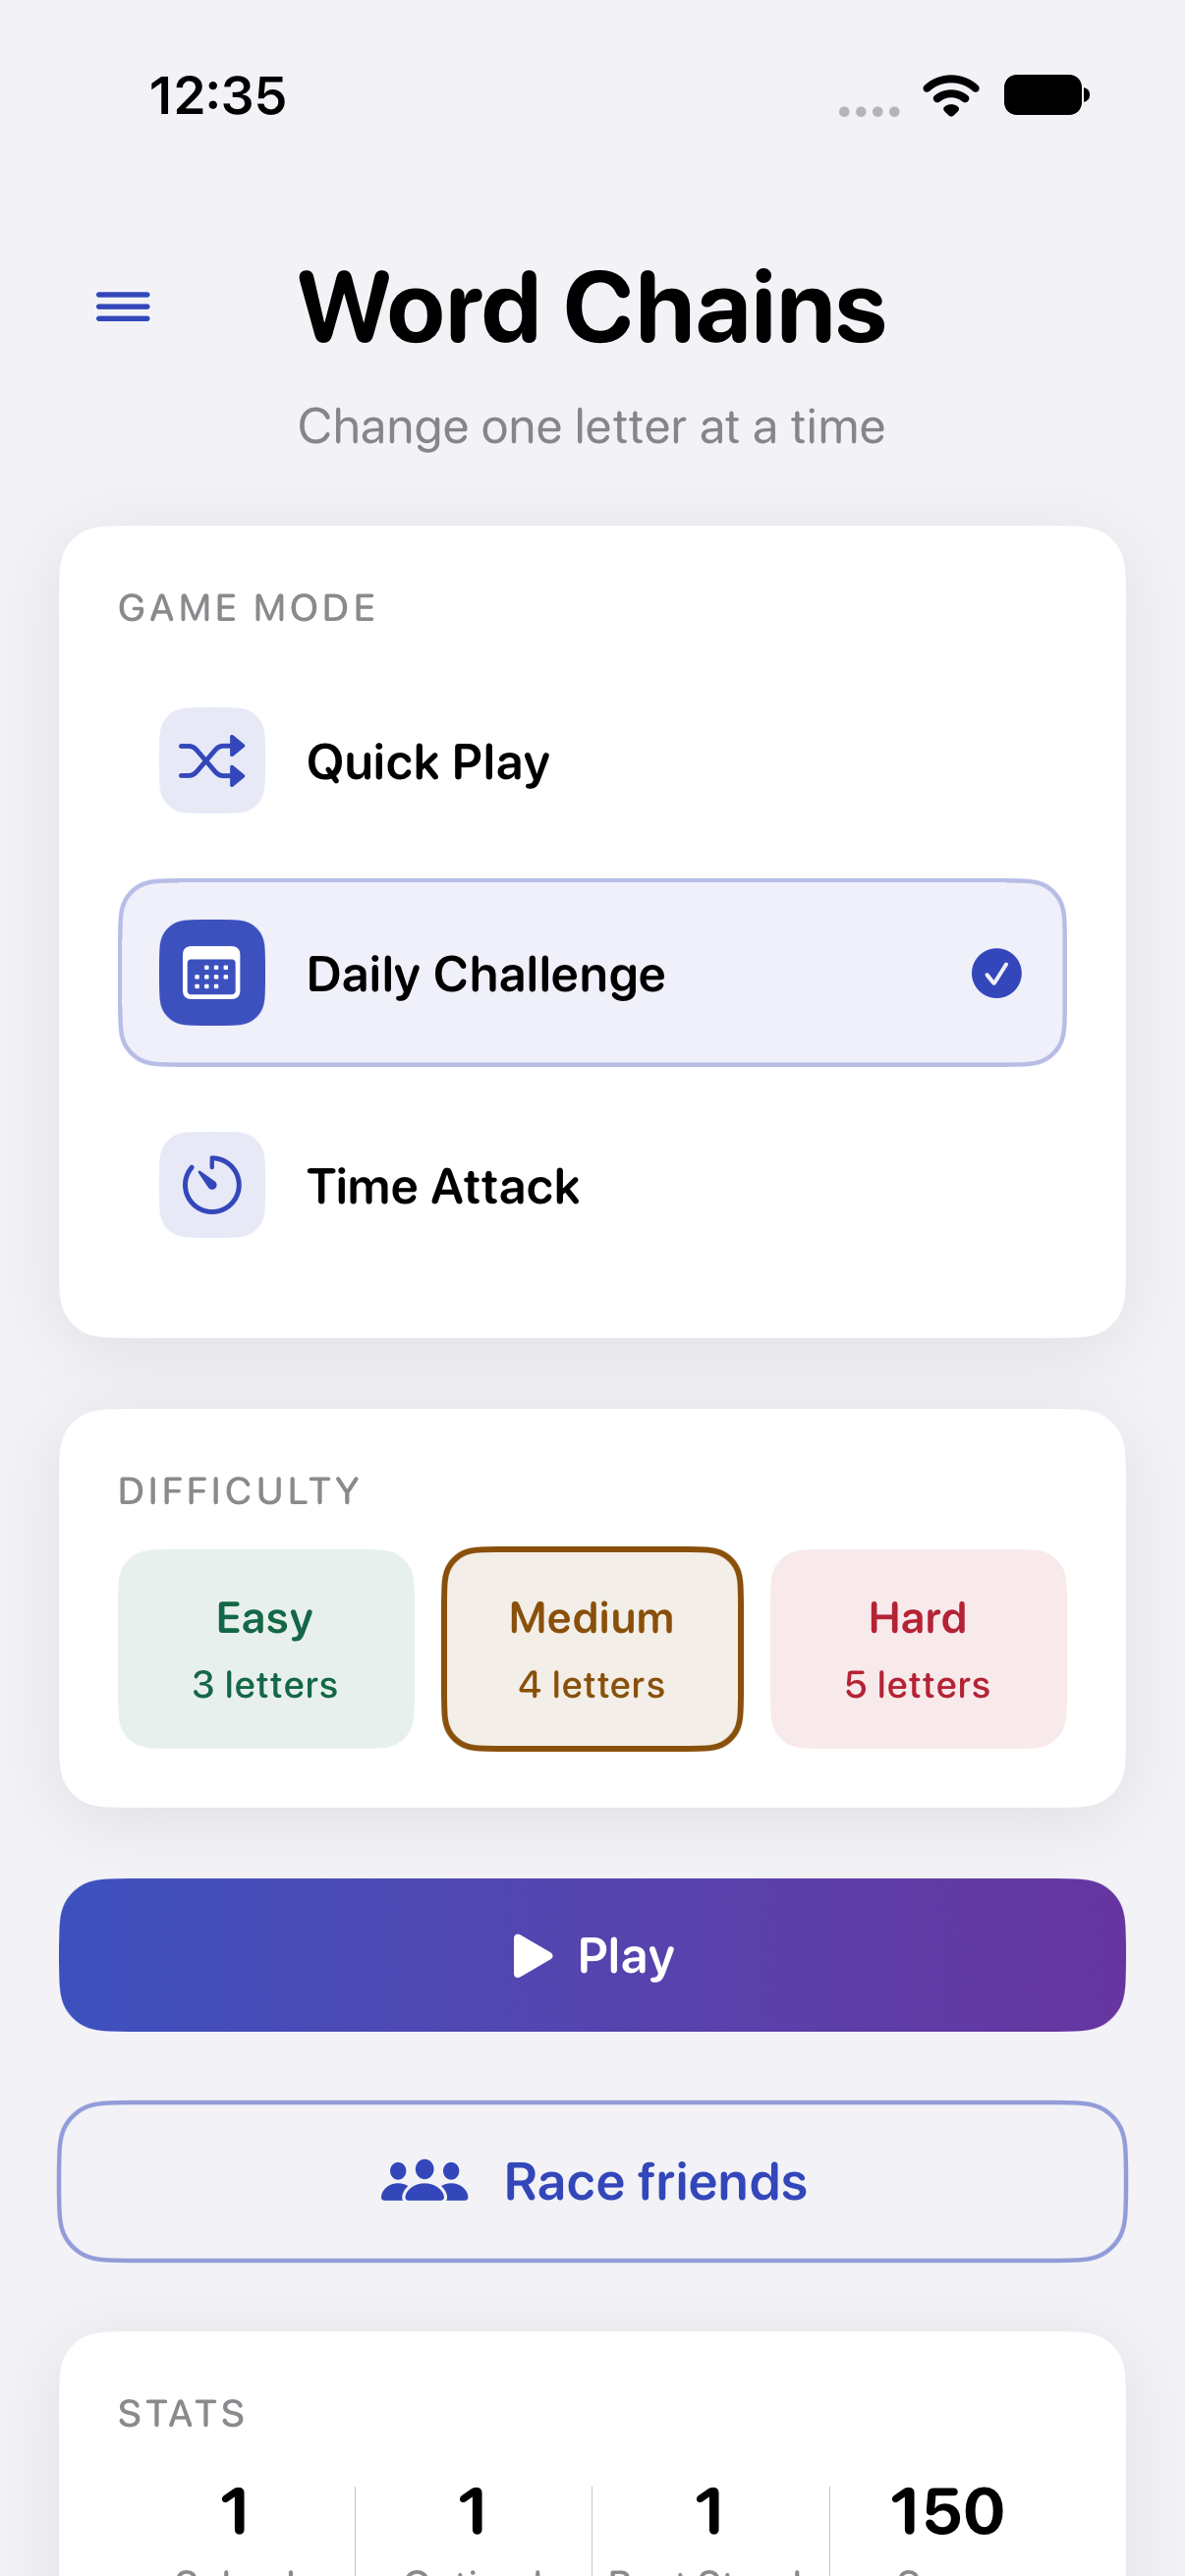 12:35
Word Chains
Change one letter at a time
GAME MODE
Quick Play
Daily Challenge
Time Attack
DIFFICULTY
Easy
3 letters
Medium
4 letters
Hard
5 letters
Play
Race friends
STATS
1
1
1
150